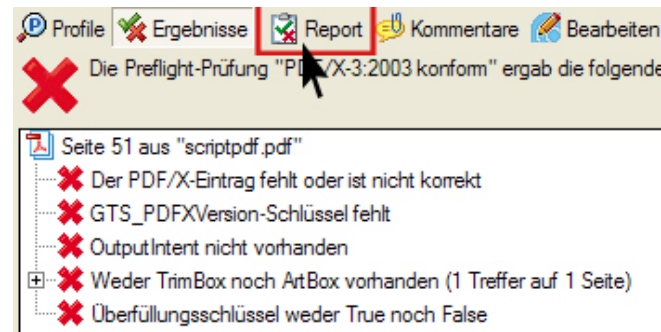 Profile Ergebnisse Report Kommentare Bearbeiten
Die Preflight-Prüfung "PDF/X-3:2003 konform" ergab die folgende
Seite 51 aus "scriptpdf.pdf"
Der PDF/X-Eintrag fehlt oder ist nicht korrekt
GTS_PDFXVersion-Schlüssel fehlt
OutputIntent nicht vorhanden
Weder TrimBox noch ArtBox vorhanden (1 Treffer auf 1 Seite)
Überfüllungsschlüssel weder True noch False